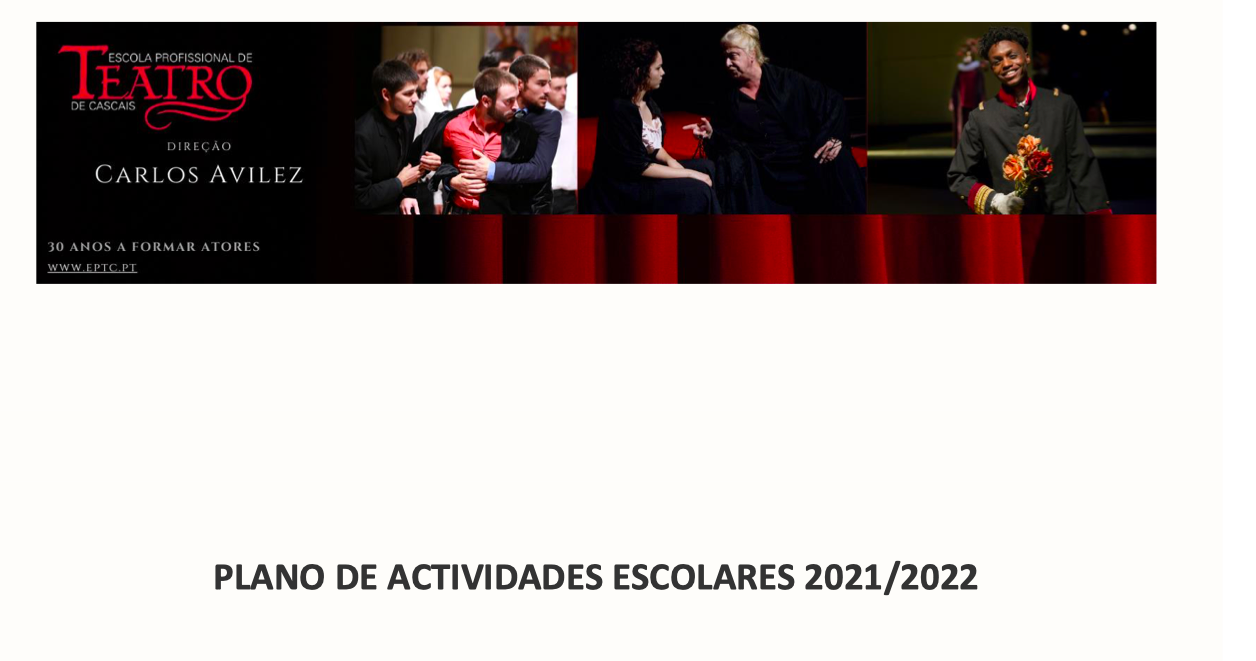 ESCOLA PROFISSIONAL DE
TEATRO
DE CASCAIS
DIREÇÃO
CARLOS AVILEZ
30 ANOS A FORMAR ATORES
WWW.EPTC.PT
PLANO DE ACTIVIDADES ESCOLARES 2021/2022